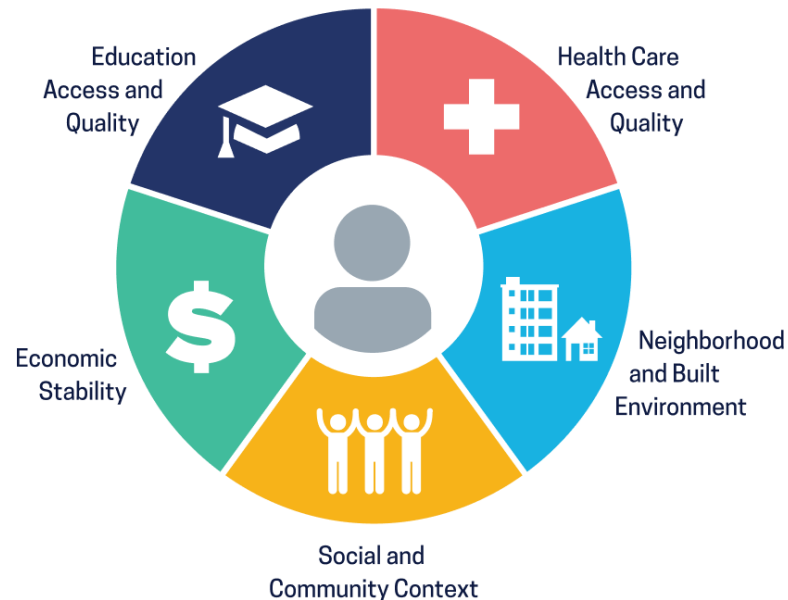 Education
Access and
Quality
Health Care
Access and
Quality
Economic
Stability
Neighborhood
and Built
Environment
Social and
Community Context